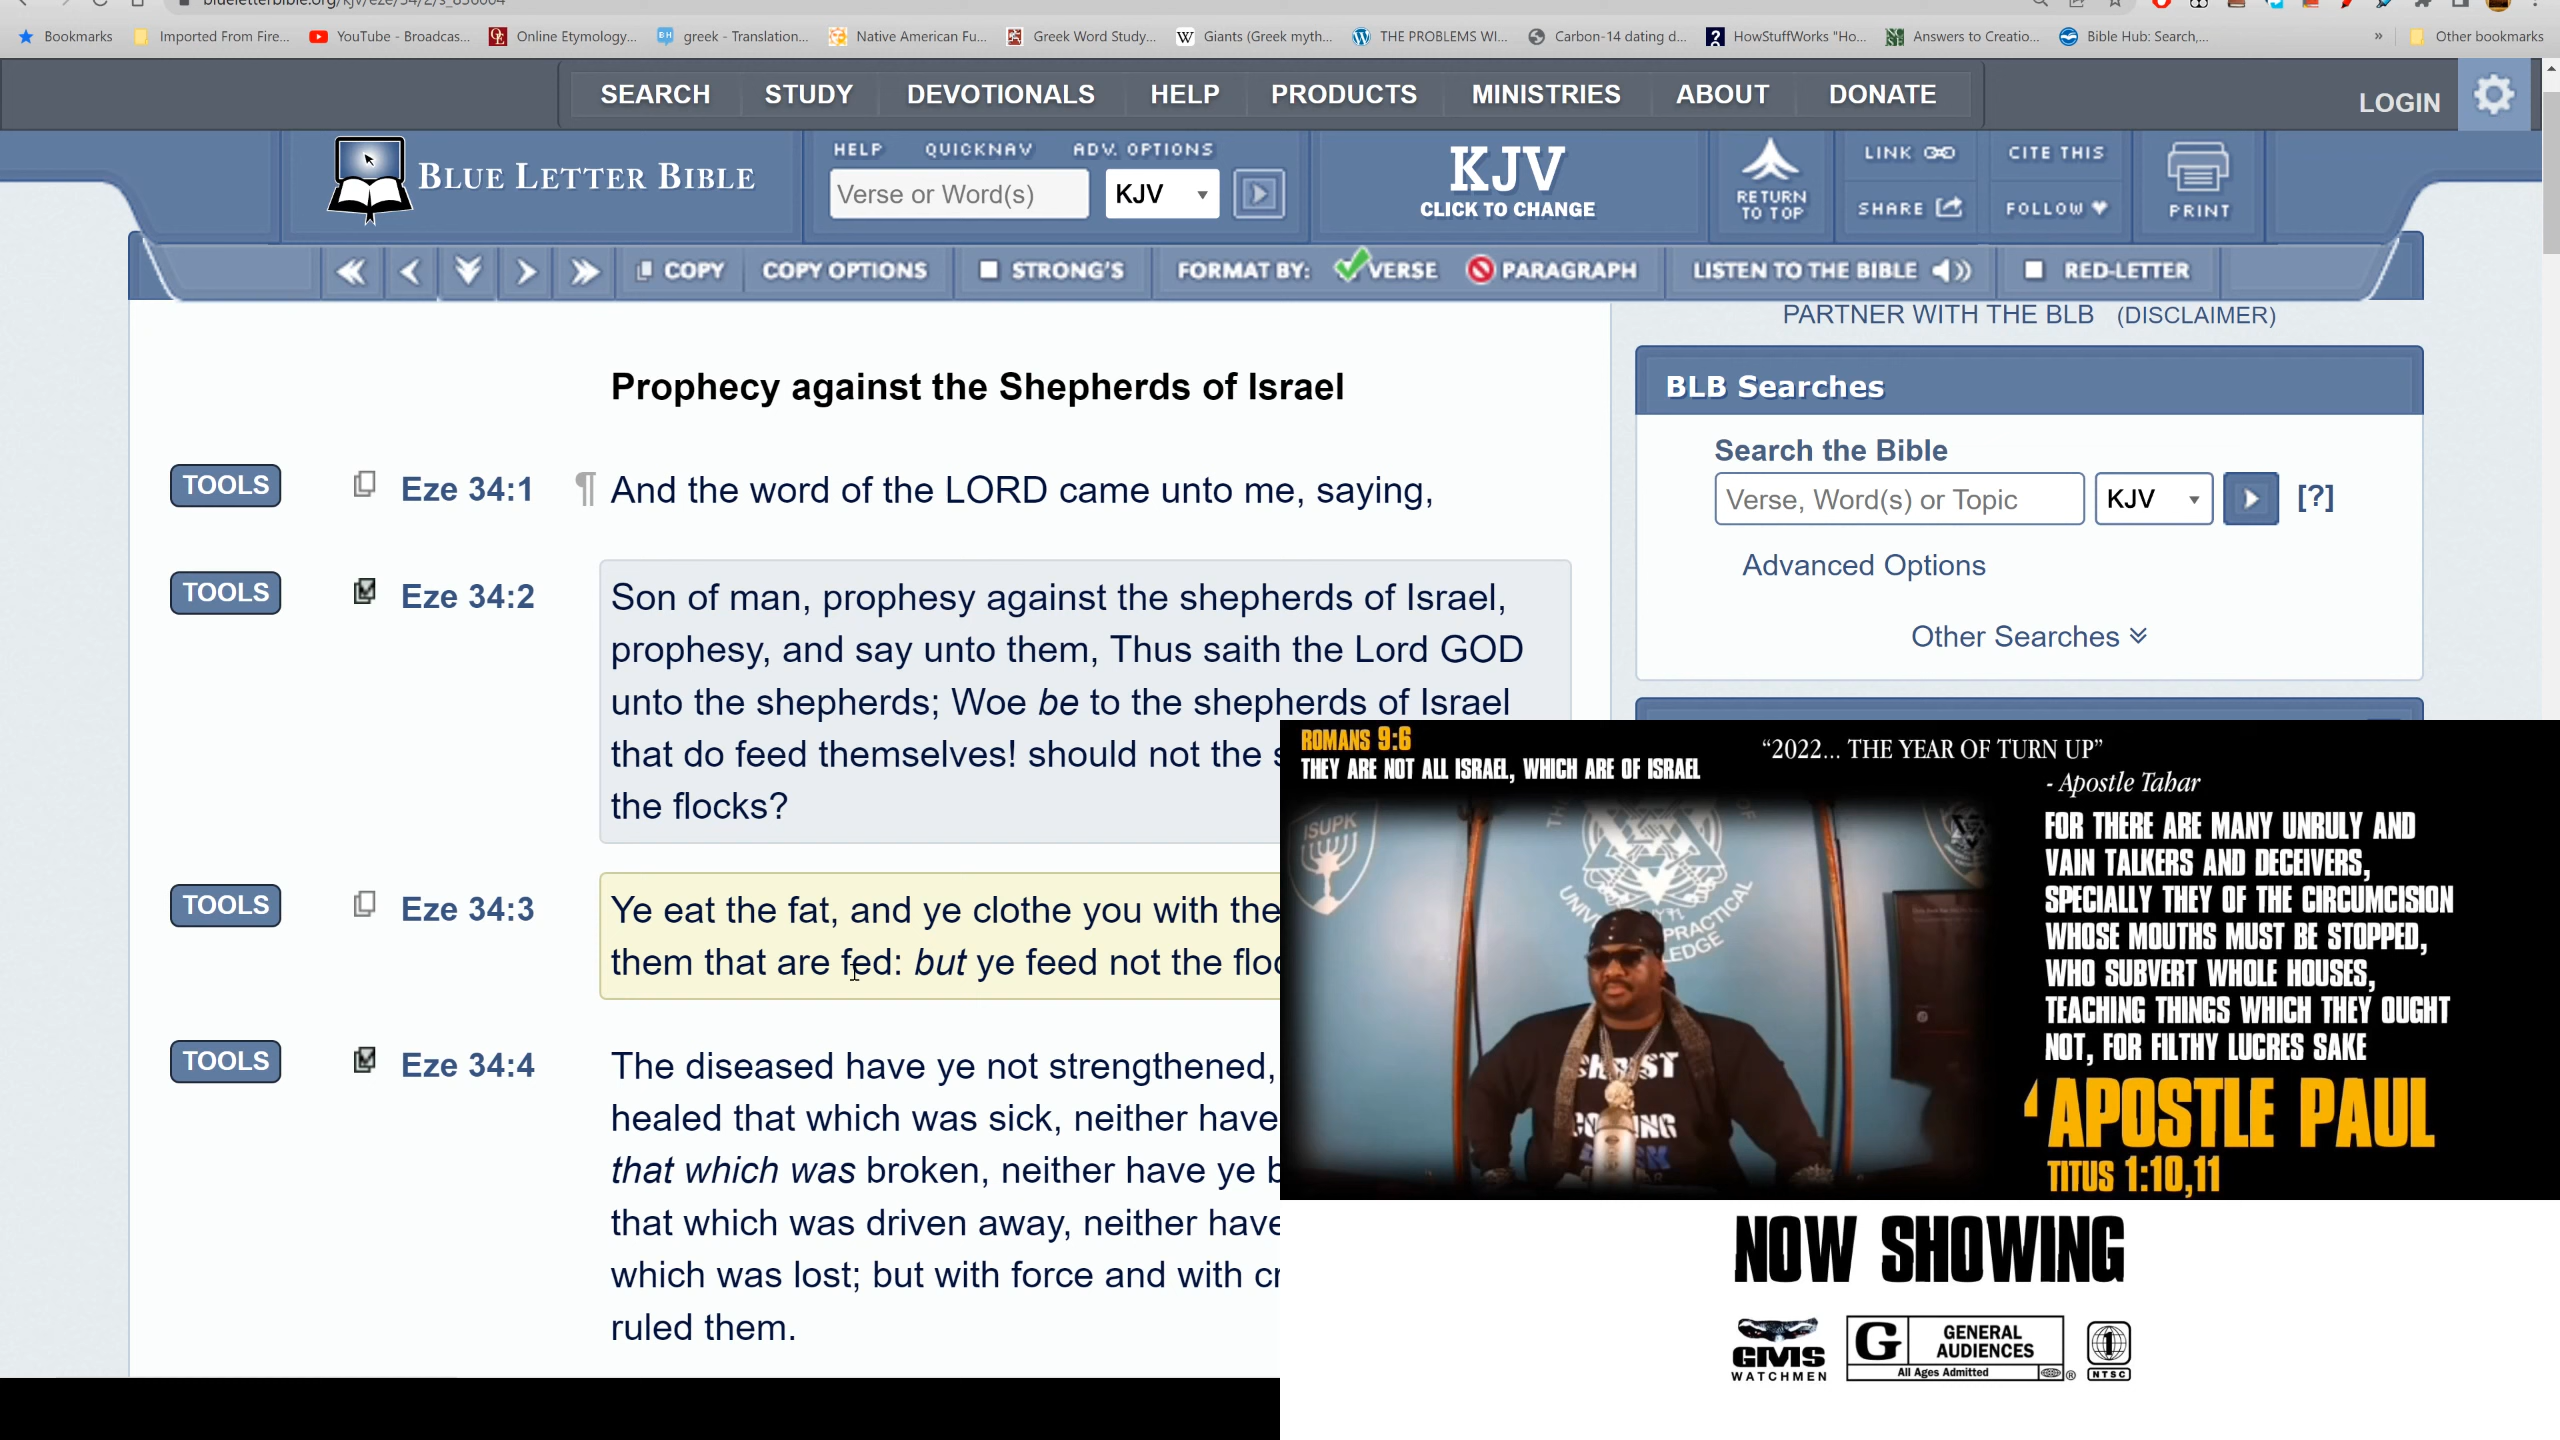 Bookmarks Imported From Fire... YouTube - Broadcas... Online Etymology... greek - Translation... Native American Fu... Greek Word Study... Giants (Greek myth... THE PROBLEMS WI... Carbon-14 dating d... HowStuffWorks "Ho... Answers to Creatio... Bible Hub: Search,... » Other bookmarks
SEARCH STUDY DEVOTIONALS HELP PRODUCTS MINISTRIES ABOUT DONATE
LOGIN
BLUE LETTER BIBLE
HELP QUICKNAV ADV. OPTIONS
Verse or Word(s) KJV
KJV
CLICK TO CHANGE
RETURN
TO TOP
LINK CITE THIS
SHARE FOLLOW
PRINT
COPY COPY OPTIONS STRONG'S FORMAT BY: VERSE PARAGRAPH LISTEN TO THE BIBLE RED-LETTER
PARTNER WITH THE BLB (DISCLAIMER)
Prophecy against the Shepherds of Israel
TOOLS Eze 34:1 ¶ And the word of the LORD came unto me, saying,
TOOLS Eze 34:2 Son of man, prophesy against the shepherds of Israel,
prophesy, and say unto them, Thus saith the Lord GOD
unto the shepherds; Woe be to the shepherds of Israel
that do feed themselves! should not the
the flocks?
TOOLS Eze 34:3 Ye eat the fat, and ye clothe you with the
them that are fed: but ye feed not the
TOOLS Eze 34:4 The diseased have ye not strengthened,
healed that which was sick, neither have
that which was broken, neither have ye
that which was driven away, neither have
which was lost; but with force and with
ruled them.
BLB Searches
Search the Bible
Verse, Word(s) or Topic KJV [?]
Advanced Options
Other Searches
ROMANS 9:6
THEY ARE NOT ALL ISRAEL, WHICH ARE OF ISRAEL
“2022... THE YEAR OF TURN UP”
- Apostle Tahar
FOR THERE ARE MANY UNRULY AND
VAIN TALKERS AND DECEIVERS,
SPECIALLY THEY OF THE CIRCUMCISION
WHOSE MOUTHS MUST BE STOPPED,
WHO SUBVERT WHOLE HOUSES,
TEACHING THINGS WHICH THEY OUGHT
NOT, FOR FILTHY LUCRES SAKE
‘APOSTLE PAUL
TITUS 1:10,11
ISUPK
PRACTICAL
CHRIST
COMING
NOW SHOWING
GMS
WATCHMEN
G GENERAL
AUDIENCES
All Ages Admitted ®
1
NTSC